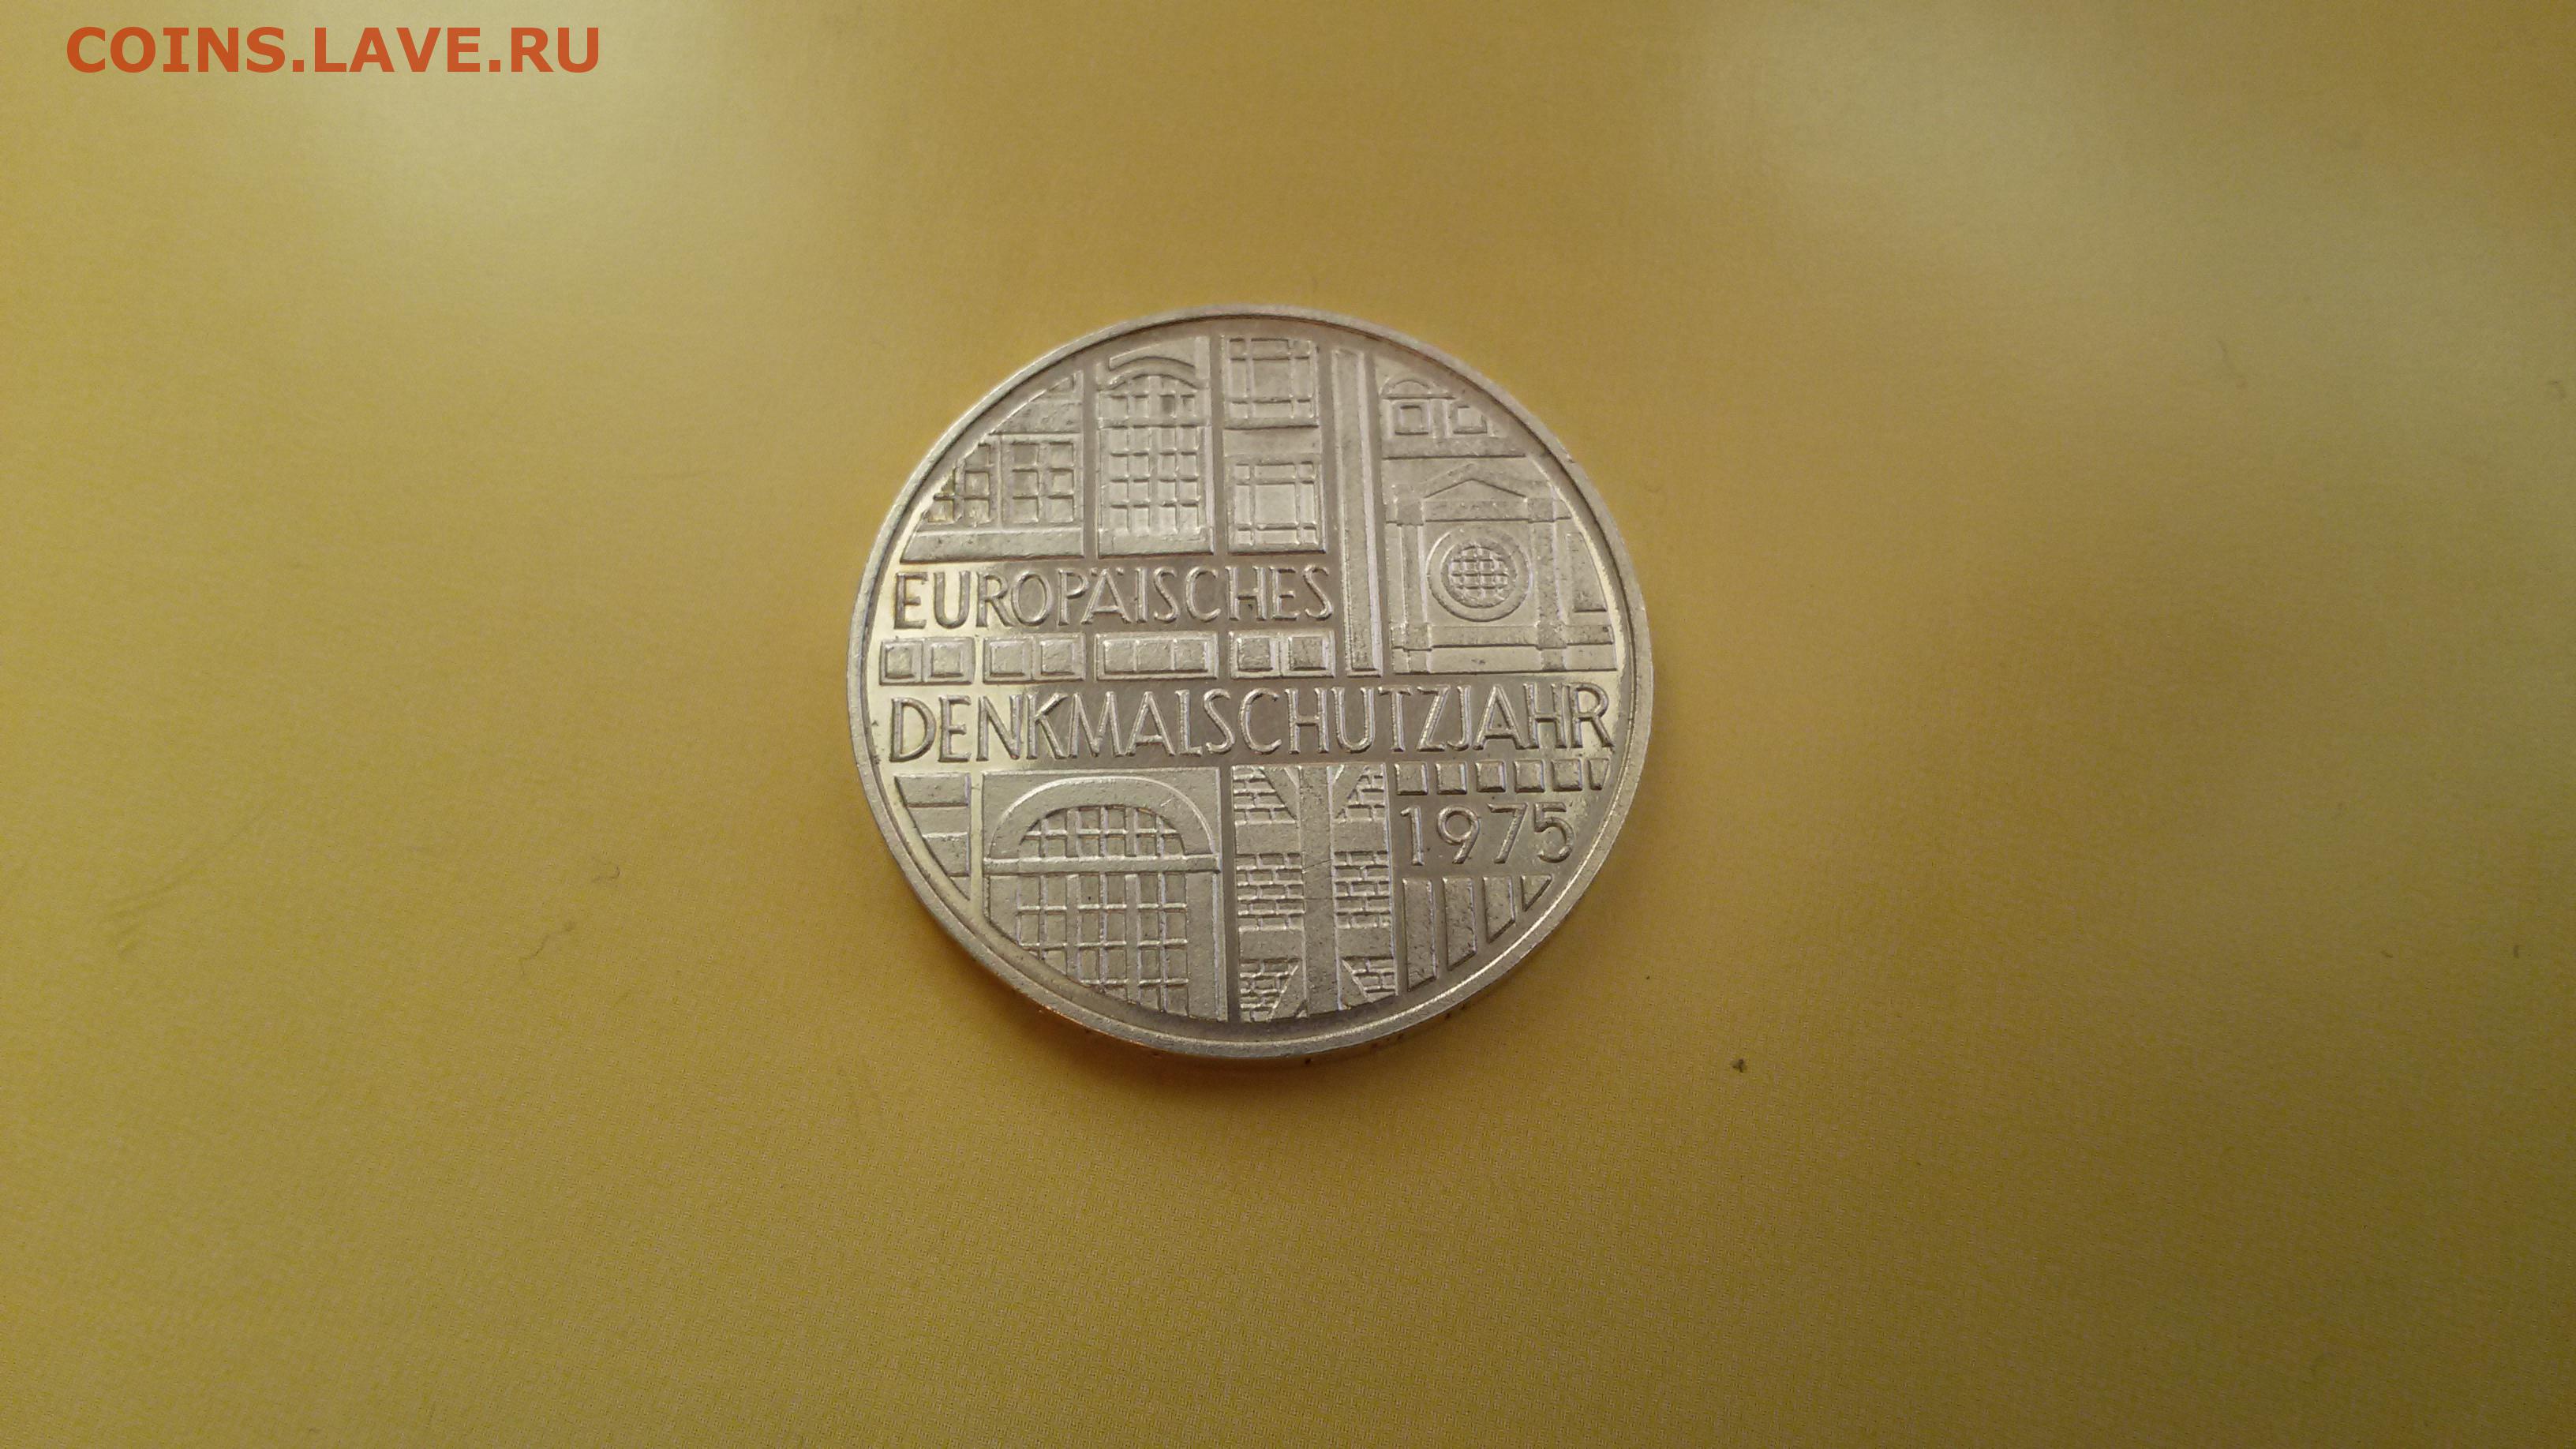 COINS.LAVE.RU
EUROPÄISCHES
DENKMALSCHUTZJAHR
1975